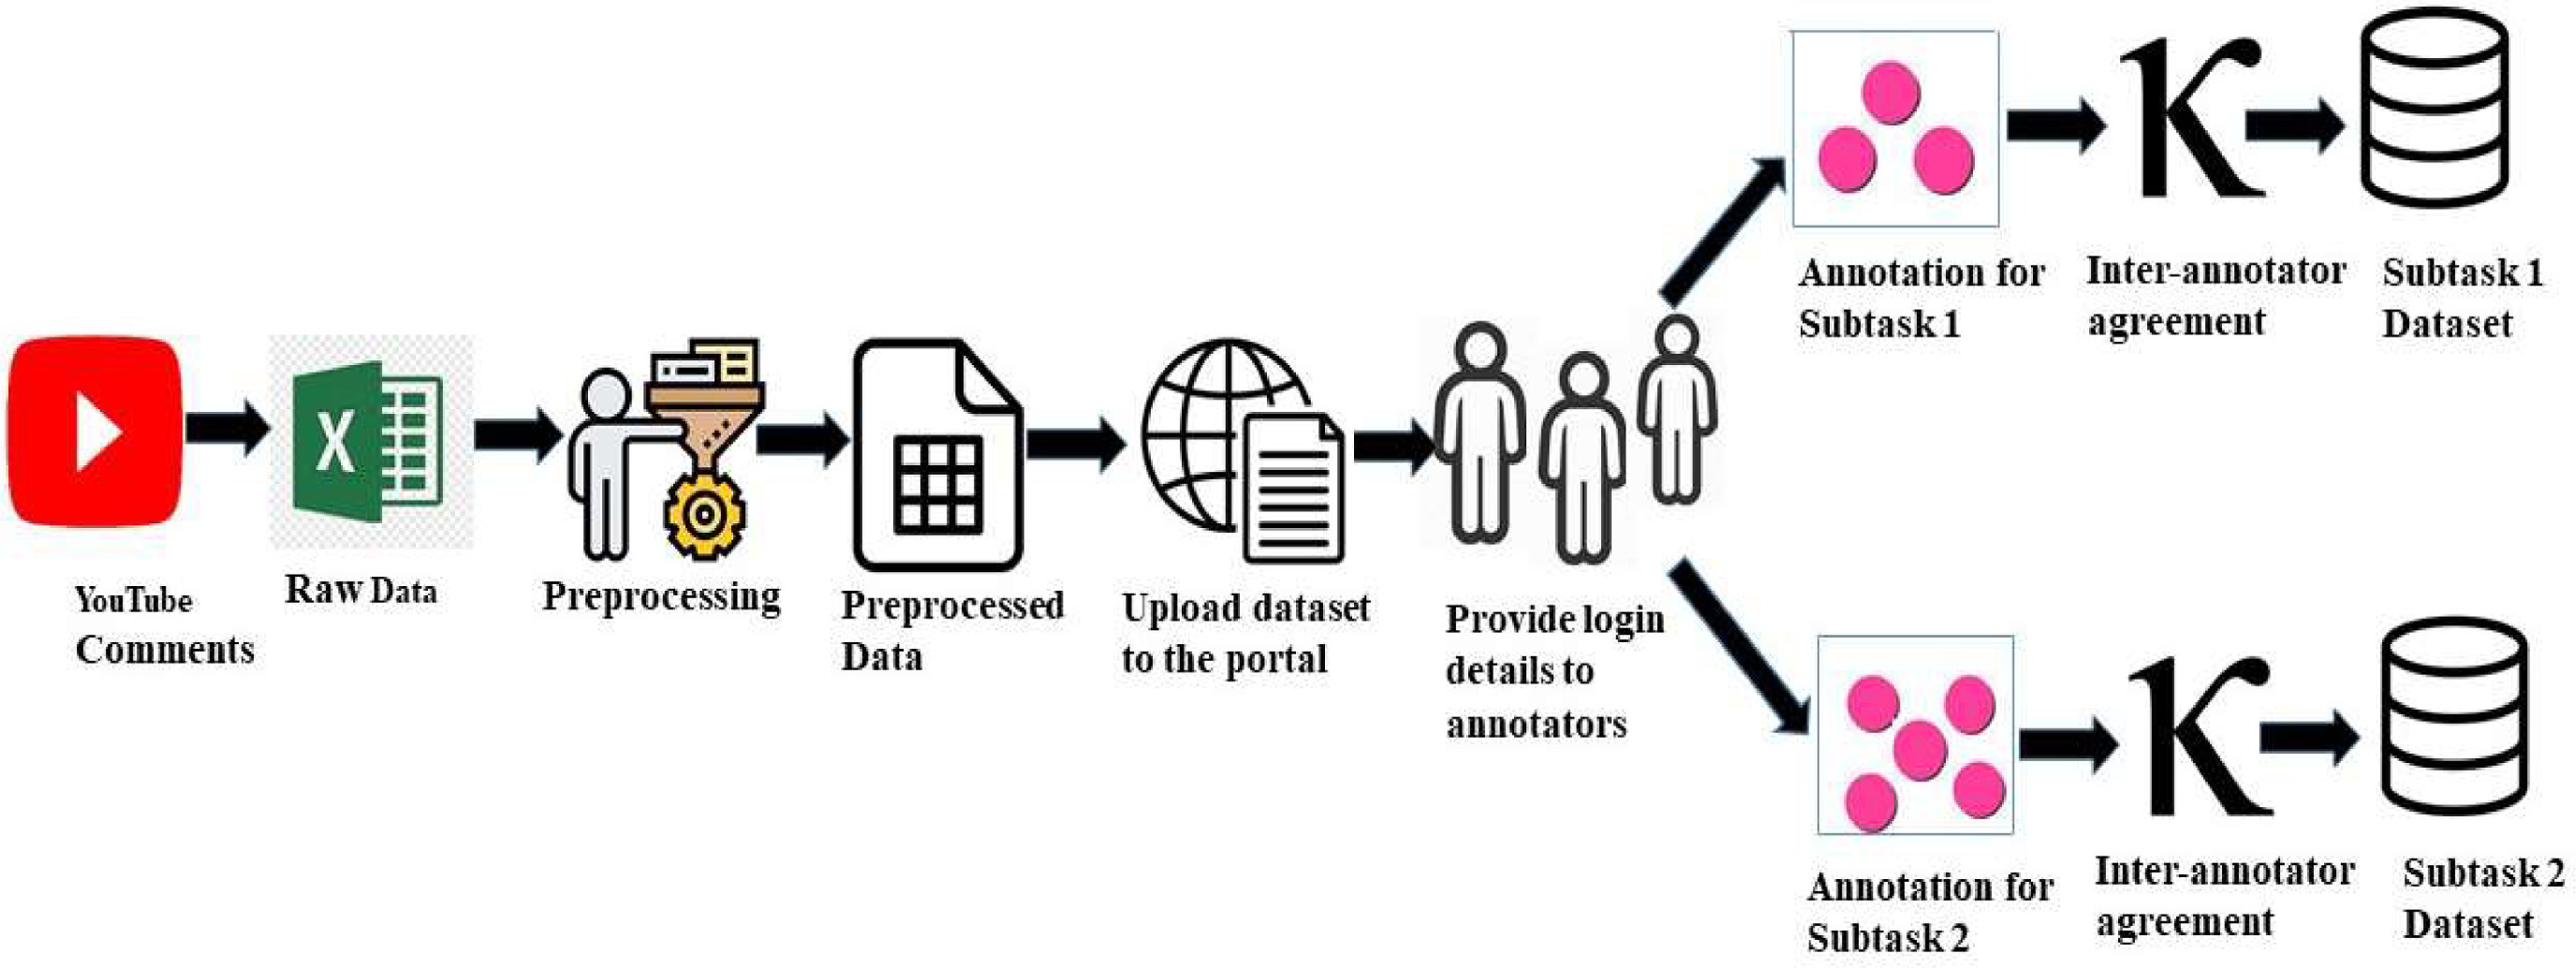 YouTube
Comments
X
Raw Data
Preprocessing
Preprocessed
Data
Upload dataset
to the portal
Provide login
details to
annotators
Annotation for
Subtask 1
K
Inter-annotator
agreement
Subtask 1
Dataset
Annotation for
Subtask 2
K
Inter-annotator
agreement
Subtask 2
Dataset